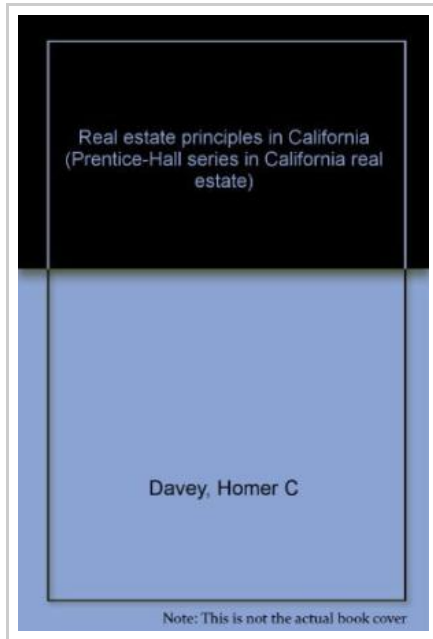 Real estate principles in California
(Prentice-Hall series in California real
estate)
Davey, Homer C
Note: This is not the actual book cover